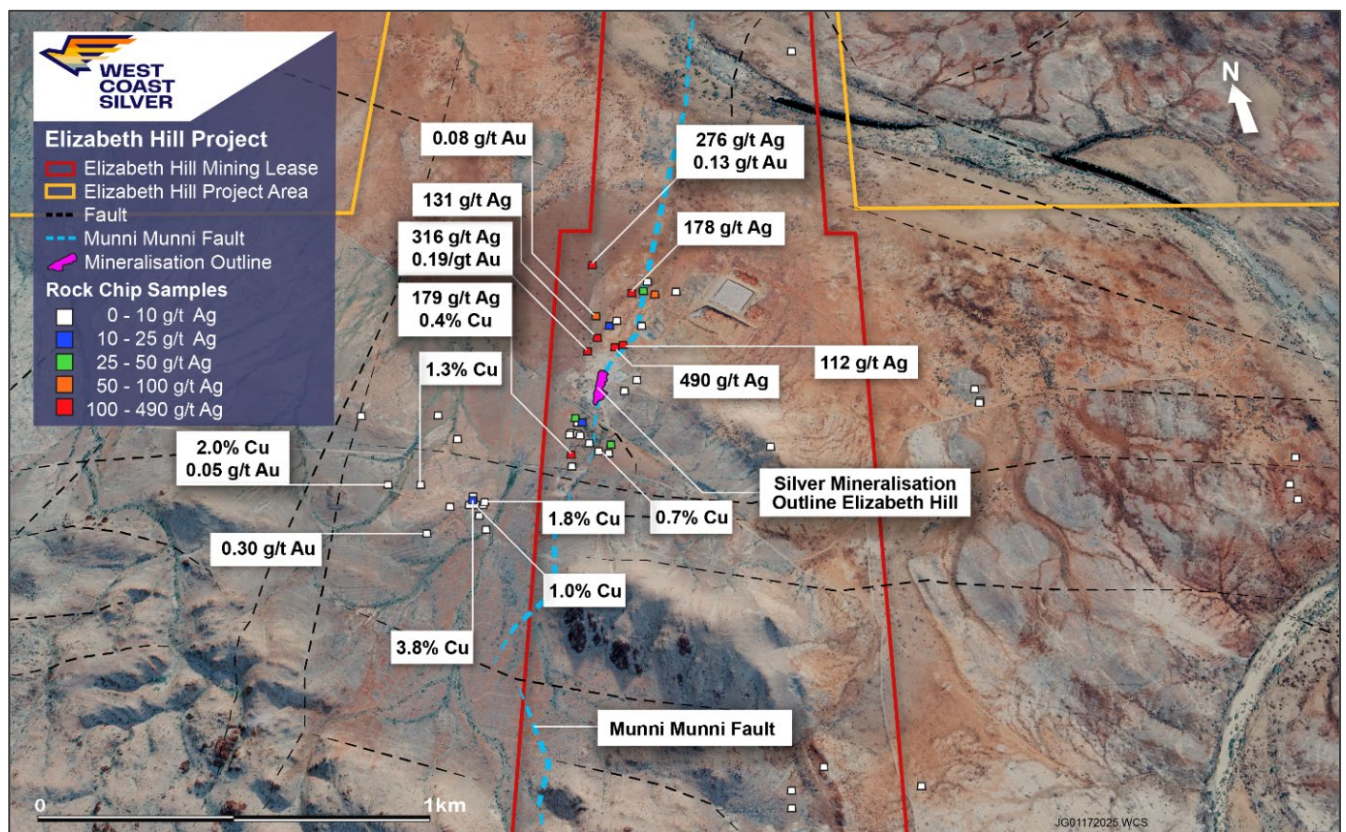 WEST
COAST
SILVER
Elizabeth Hill Project
Elizabeth Hill Mining Lease
Elizabeth Hill Project Area
Fault
Munni Munni Fault
Mineralisation Outline
Rock Chip Samples
0 - 10 g/t Ag
10 - 25 g/t Ag
25 - 50 g/t Ag
50 - 100 g/t Ag
100 - 490 g/t Ag
N
0.08 g/t Au
276 g/t Ag
0.13 g/t Au
131 g/t Ag
178 g/t Ag
316 g/t Ag
0.19/gt Au
179 g/t Ag
0.4% Cu
112 g/t Ag
1.3% Cu
490 g/t Ag
2.0% Cu
0.05 g/t Au
Silver Mineralisation
Outline Elizabeth Hill
1.8% Cu
0.7% Cu
0.30 g/t Au
1.0% Cu
3.8% Cu
Munni Munni Fault
0
1km
JG01172025.WCS